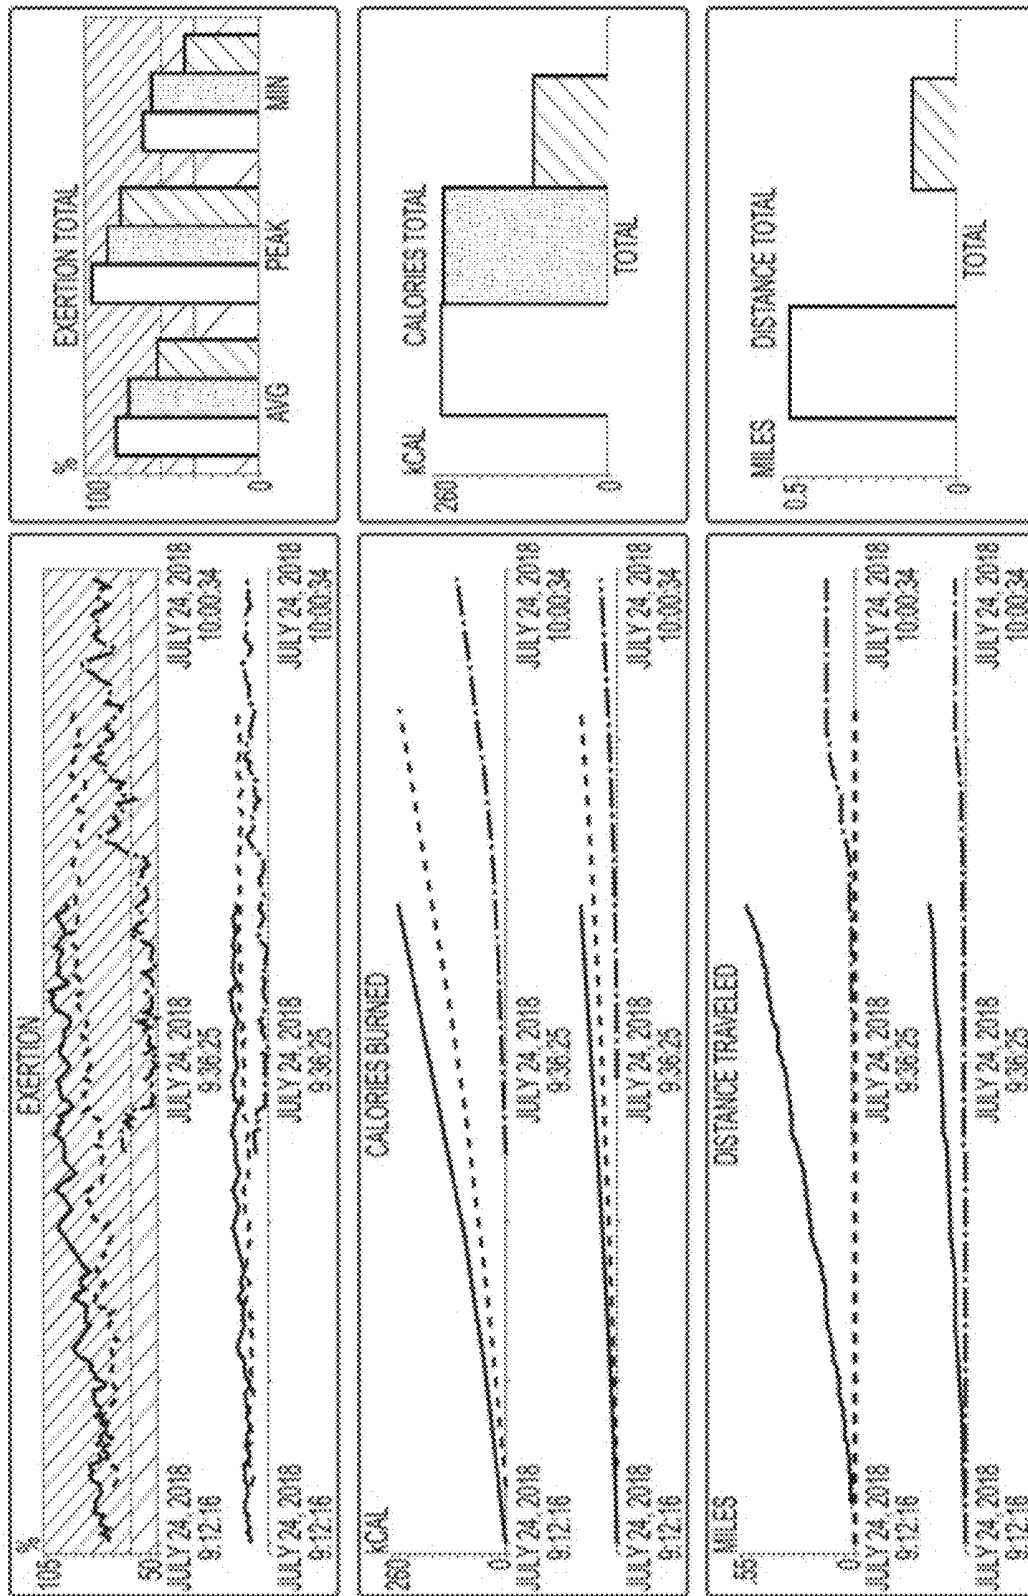 EXERTION
%
105
50
JULY 24, 2018
9:12:16
JULY 24, 2018
9:36:25
JULY 24, 2018
10:00:34
JULY 24, 2018
9:12:16
JULY 24, 2018
9:36:25
JULY 24, 2018
10:00:34
EXERTION TOTAL
%
100
0
AVG
PEAK
MIN
CALORIES BURNED
kCAL
260
0
JULY 24, 2018
9:12:16
JULY 24, 2018
9:36:25
JULY 24, 2018
10:00:34
JULY 24, 2018
9:12:16
JULY 24, 2018
9:36:25
JULY 24, 2018
10:00:34
CALORIES TOTAL
kCAL
260
0
TOTAL
DISTANCE TRAVELED
MILES
.55
0
JULY 24, 2018
9:12:16
JULY 24, 2018
9:36:25
JULY 24, 2018
10:00:34
JULY 24, 2018
9:12:16
JULY 24, 2018
9:36:25
JULY 24, 2018
10:00:34
DISTANCE TOTAL
MILES
0.5
0
TOTAL